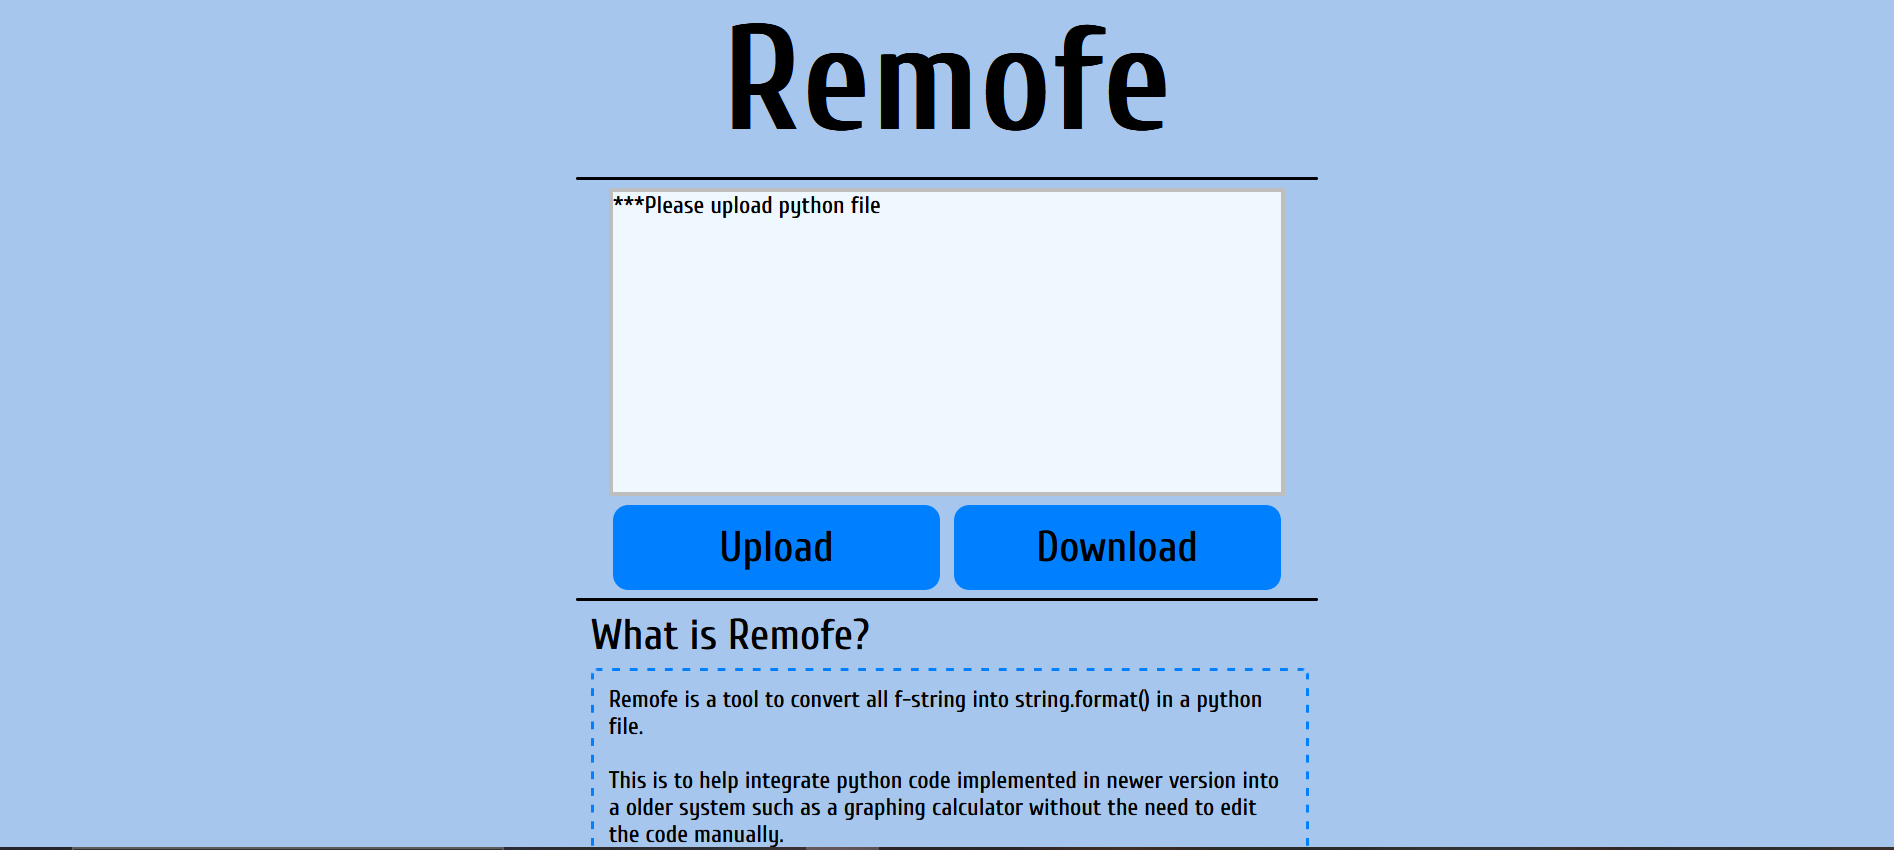 Remofe
***Please upload python file
Upload Download
What is Remofe?
Remofe is a tool to convert all f-string into string.format() in a python
file.
This is to help integrate python code implemented in newer version into
a older system such as a graphing calculator without the need to edit
the code manually.